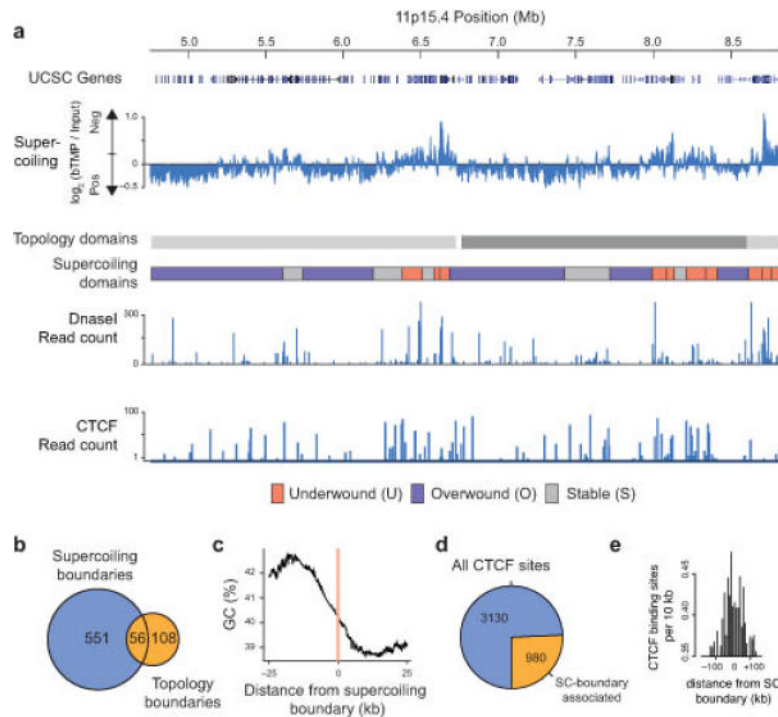 11p15.4 Position (Mb)
a
5.0 5.5 6.0 6.5 7.0 7.5 8.0 8.5
UCSC Genes
Super-
coiling
log2 (bTMP / Input)
Pos Neg
1.0
0
-0.5
Topology domains
Supercoiling
domains
DnaseI
Read count
300
0
CTCF
Read count
100
1
Underwound (U) Overwound (O) Stable (S)
b
Supercoiling
boundaries
551 56 108
Topology
boundaries
c
GC (%)
42
41
40
39
-25 0 25
Distance from supercoiling
boundary (kb)
d
All CTCF sites
3130
980
SC-boundary
associated
e
CTCF binding sites
per 10 kb
0.45
0.40
0.35
-100 0 +100
distance from SC
boundary (kb)